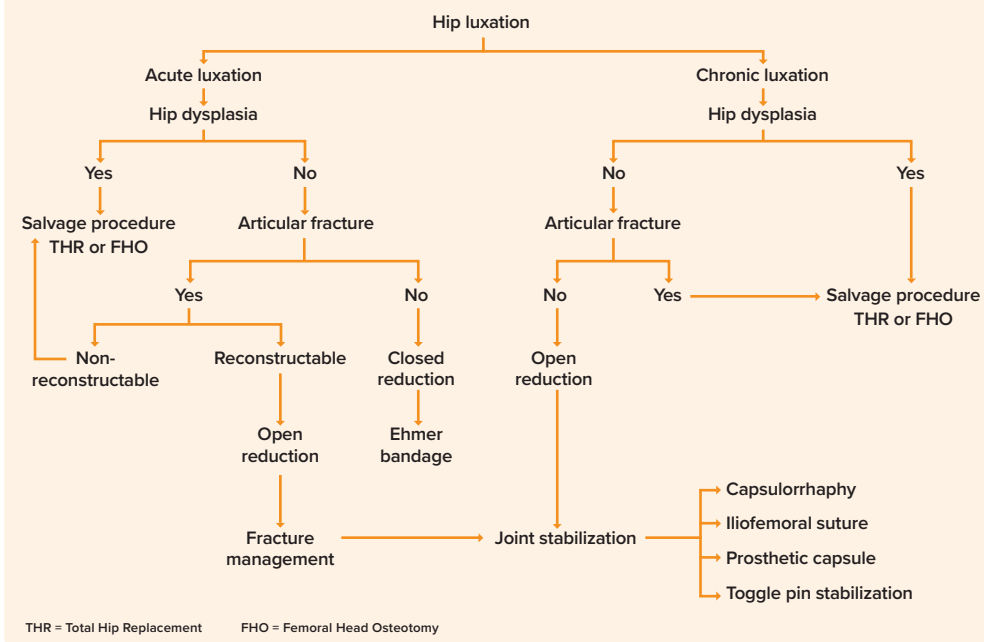 Hip luxation
Acute luxation
Chronic luxation
Hip dysplasia
Hip dysplasia
Yes
No
No
Yes
Salvage procedure
THR or FHO
Articular fracture
Articular fracture
Yes
No
No
Yes
Salvage procedure
THR or FHO
Non-
reconstructable
Reconstructable
Closed
reduction
Open
reduction
Open
reduction
Ehmer
bandage
Fracture
management
Joint stabilization
Capsulorrhaphy
Iliofemoral suture
Prosthetic capsule
Toggle pin stabilization
THR = Total Hip Replacement
FHO = Femoral Head Osteotomy